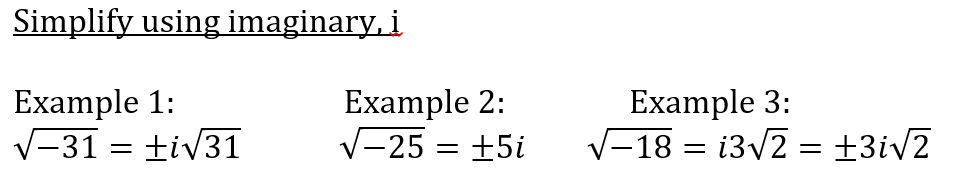 Simplify using imaginary, i
Example 1: Example 2: Example 3:
√-31 = ±i√31 √-25 = ±5i √-18 = i3√2 = ±3i√2